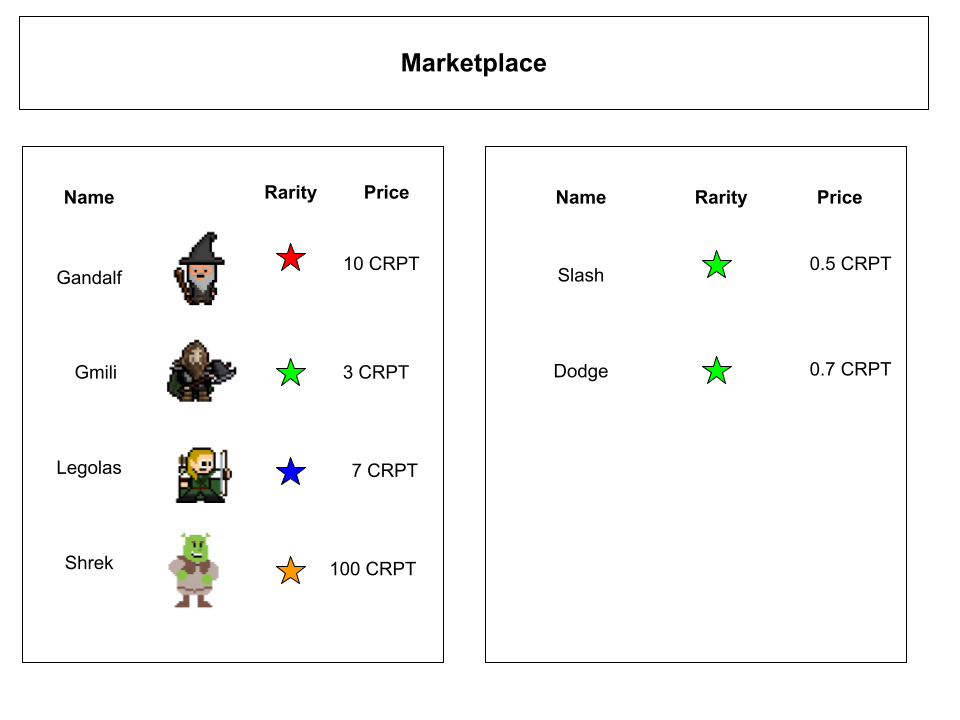 Marketplace
Name Rarity Price
Gandalf 10 CRPT
Gmili 3 CRPT
Legolas 7 CRPT
Shrek 100 CRPT
Name Rarity Price
Slash 0.5 CRPT
Dodge 0.7 CRPT